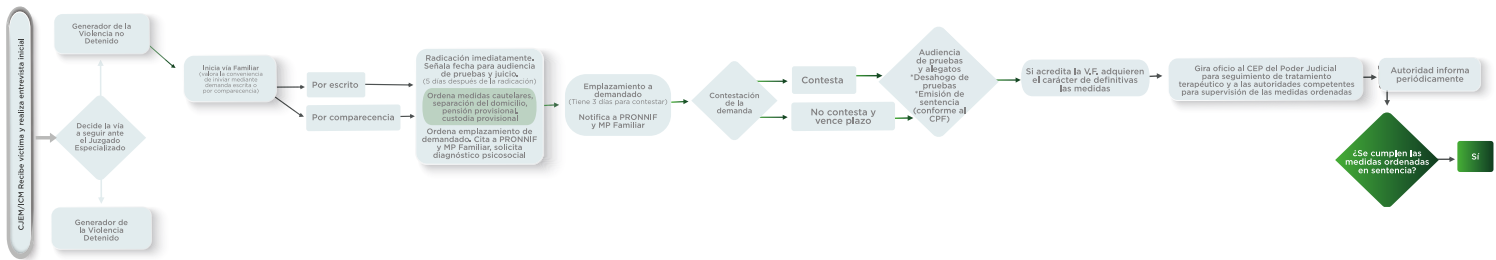 CJEM/ICM Recibe víctima y realiza entrevista inicial
Generador de la
Violencia no
Detenido
Decide la vía
a seguir ante
el Juzgado
Especializado
Generador de
la Violencia
Detenido
Inicia vía Familiar
(valora la conveniencia
de iniviar mediante
demanda escrita o
por comparecencia)
Por escrito
Por comparecencia
Radicación imediatamente.
Señala fecha para audiencia
de pruebas y juicio.
(5 días después de la radicación)
Ordena medidas cautelares,
separación del domicilio,
pensión provisional,
custodia provisional
Ordena emplazamiento de
demandado. Cita a PRONNIF
y MP Familiar, solicita
diagnóstico psicosocial
Emplazamiento a
demandado
(Tiene 3 días para contestar)
Notifica a PRONNIF
y MP Familiar
Contestación
de la
demanda
Contesta
No contesta y
vence plazo
Audiencia
de pruebas
y alegatos
*Desahogo de
pruebas
*Emisión de
sentencia
(conforme al
CPF)
Si acredita la V.F. adquieren
el carácter de definitivas
las medidas
Gira oficio al CEP del Poder Judicial
para seguimiento de tratamiento
terapéutico y a las autoridades competentes
para supervisión de las medidas ordenadas
Autoridad informa
periódicamente
¿Se cumplen las
medidas ordenadas
en sentencia?
Sí